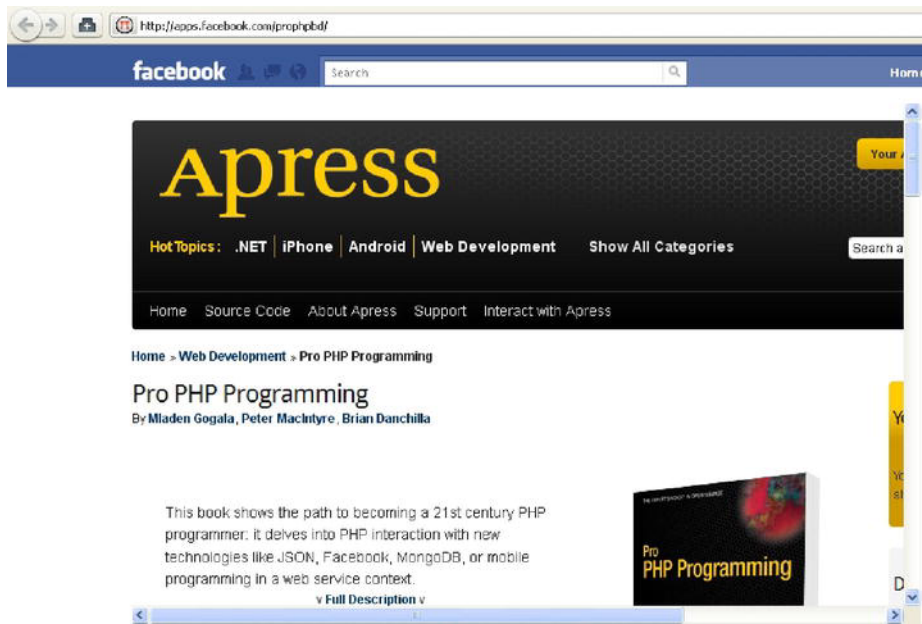 http://apps.facebook.com/prophpbd/
facebook Search Home
Apress
Your A
Hot Topics: .NET iPhone Android Web Development Show All Categories
Search a
Home Source Code About Apress Support Interact with Apress
Home » Web Development » Pro PHP Programming
Pro PHP Programming
By Mladen Gogala, Peter MacIntyre, Brian Danchilla
This book shows the path to becoming a 21st century PHP
programmer: it delves into PHP interaction with new
technologies like JSON, Facebook, MongoDB, or mobile
programming in a web service context.
v Full Description v
Pro
PHP Programming
D